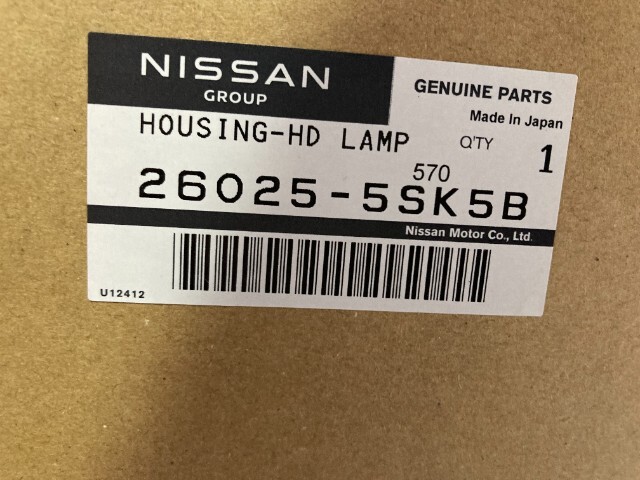 NISSAN
GROUP
GENUINE PARTS
Made In Japan
HOUSING-HD LAMP
Q'TY 1
570
26025-5SK5B
Nissan Motor Co., Ltd.
U12412